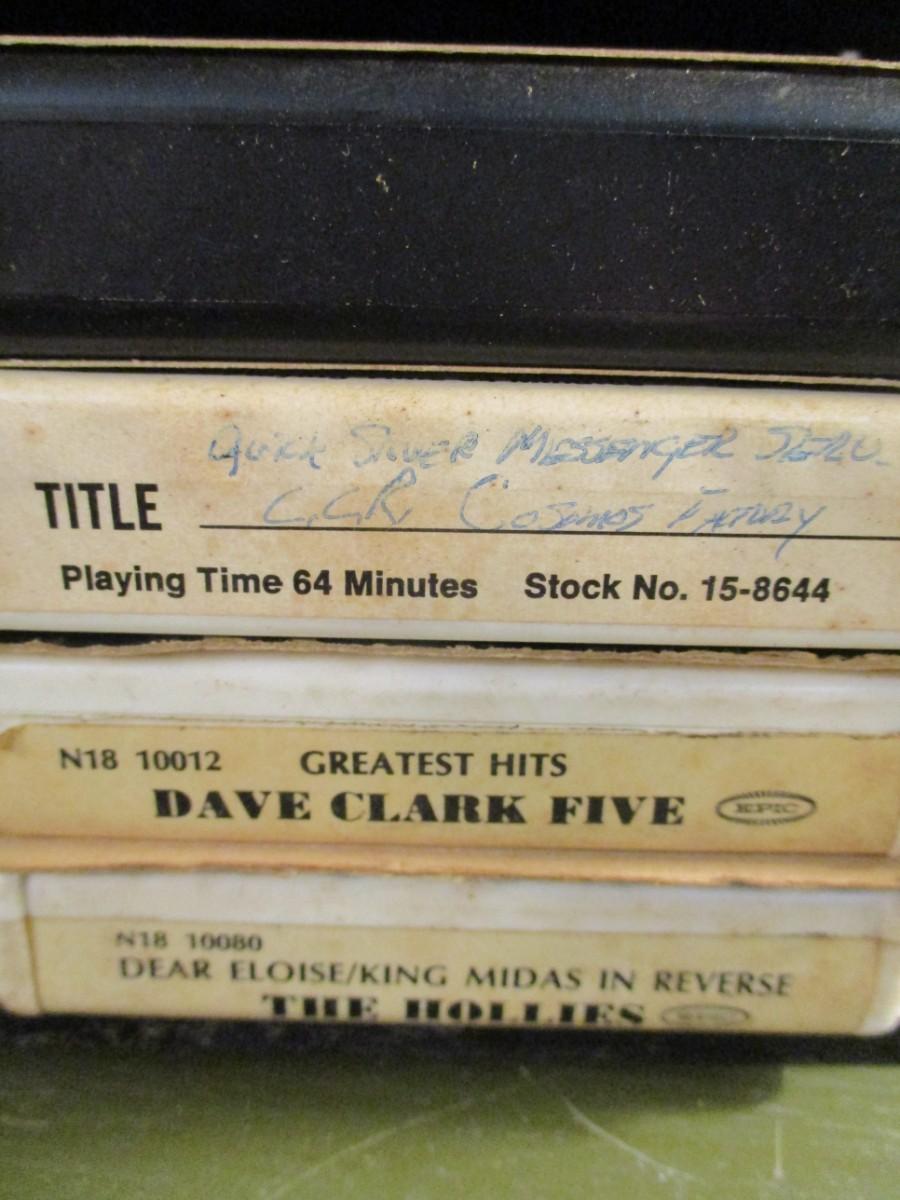 Quick Silver Messenger Serv.
TITLE C.C.R. Cosmos Factory
Playing Time 64 Minutes Stock No. 15-8644
N18 10012 GREATEST HITS
DAVE CLARK FIVE EPIC
N18 10080
DEAR ELOISE/KING MIDAS IN REVERSE
THE HOLLIES EPIC